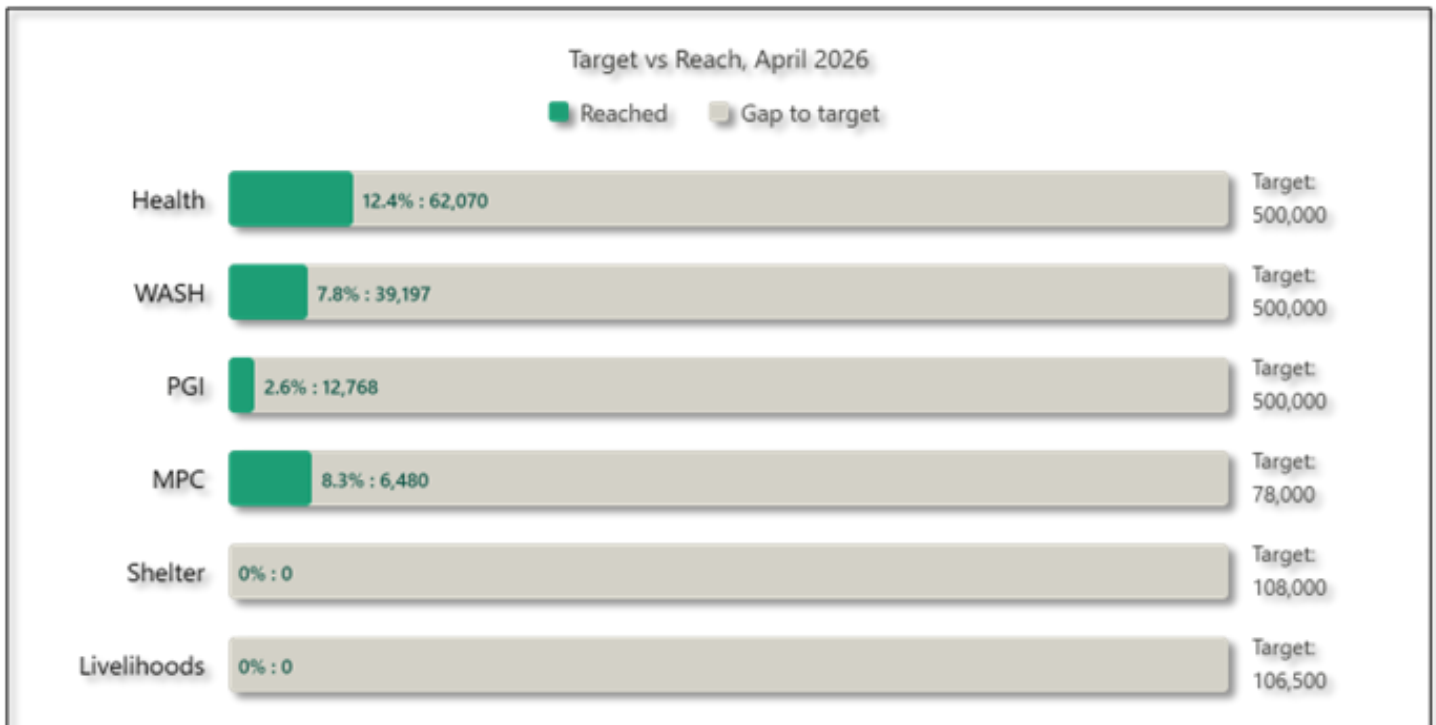 Target vs Reach, April 2026
Reached
Gap to target
Health
12.4% : 62,070
Target:
500,000
WASH
7.8% : 39,197
Target:
500,000
PGI
2.6% : 12,768
Target:
500,000
MPC
8.3% : 6,480
Target:
78,000
Shelter
0% : 0
Target:
108,000
Livelihoods
0% : 0
Target:
106,500